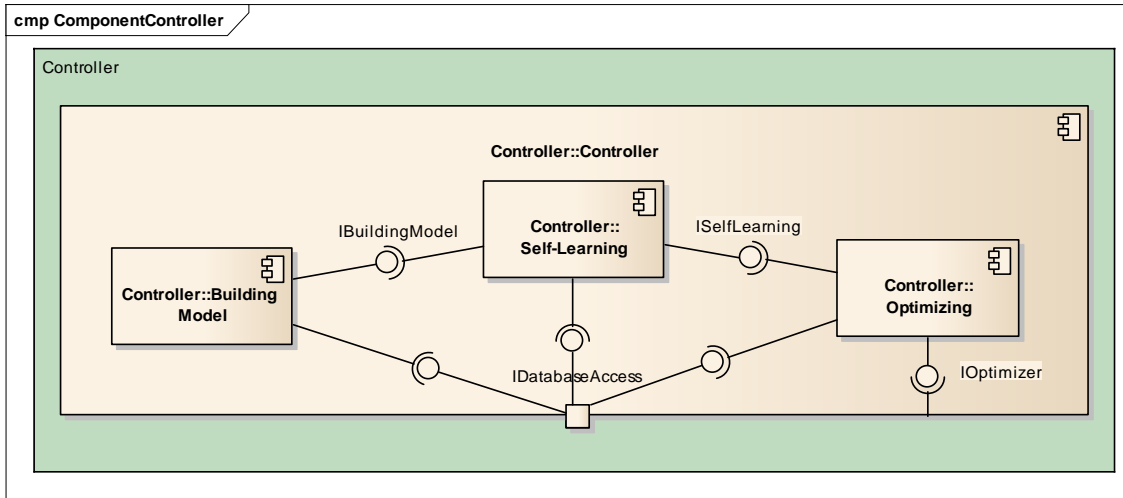 cmp ComponentController
Controller
Controller::Controller
IBuildingModel
Controller::
Self-Learning
ISelfLearning
Controller::Building
Model
Controller::
Optimizing
IDatabaseAccess
IOptimizer